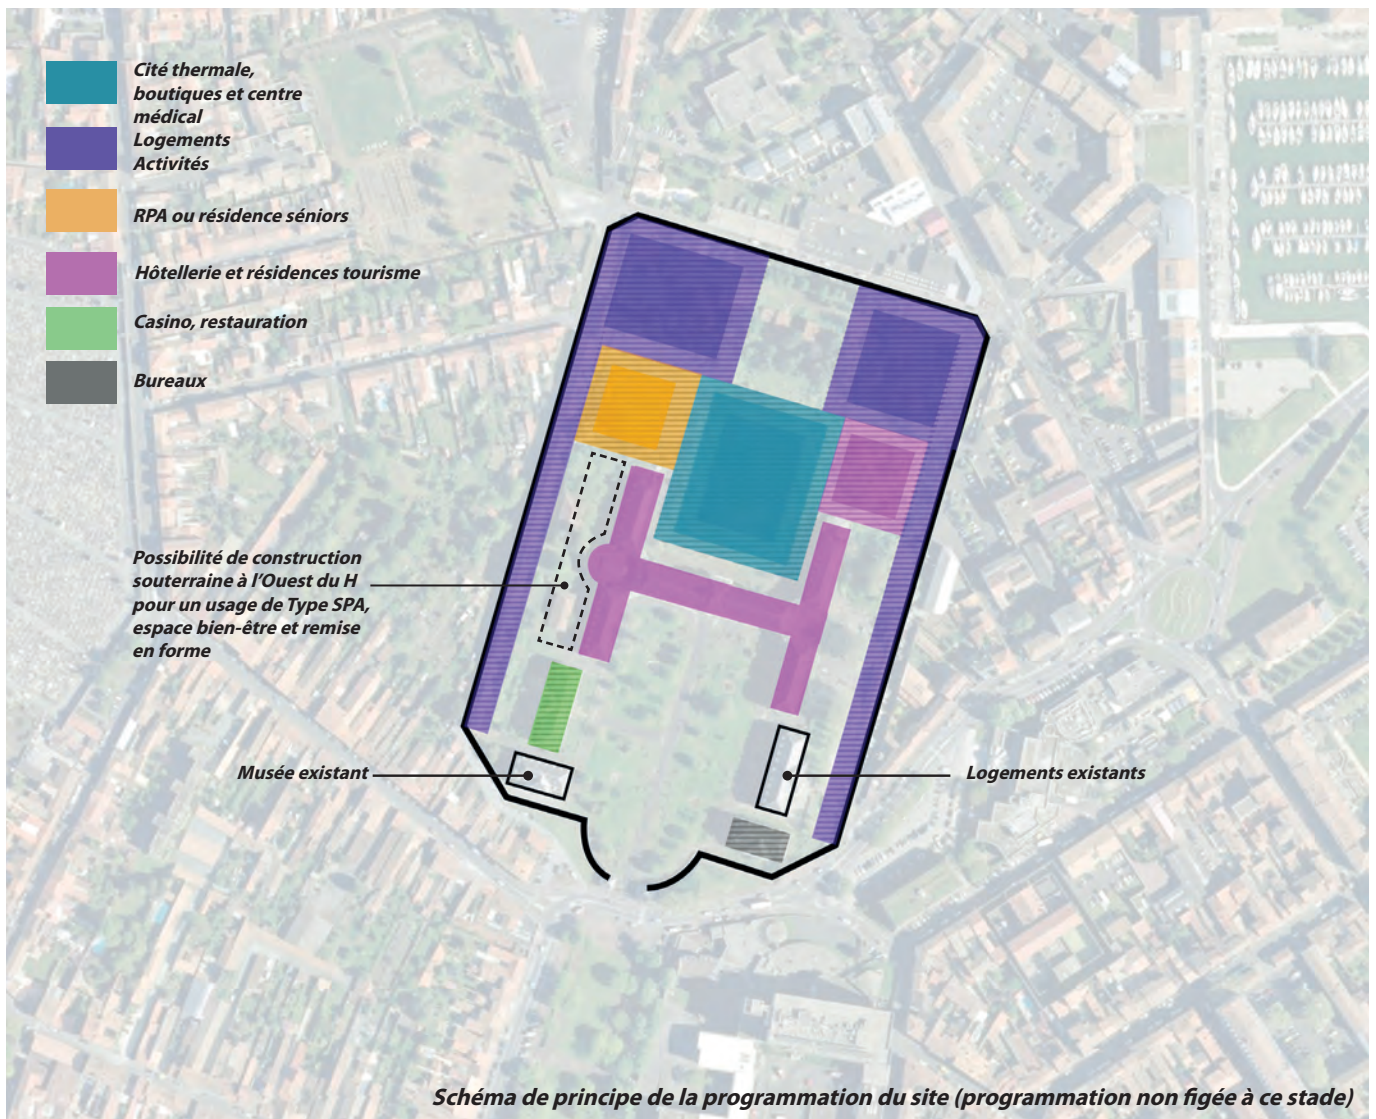 Cité thermale,
boutiques et centre
médical
Logements
Activités
RPA ou résidence séniors
Hôtellerie et résidences tourisme
Casino, restauration
Bureaux
Possibilité de construction
souterraine à l'Ouest du H
pour un usage de Type SPA,
espace bien-être et remise
en forme
Musée existant
Logements existants
Schéma de principe de la programmation du site (programmation non figée à ce stade)